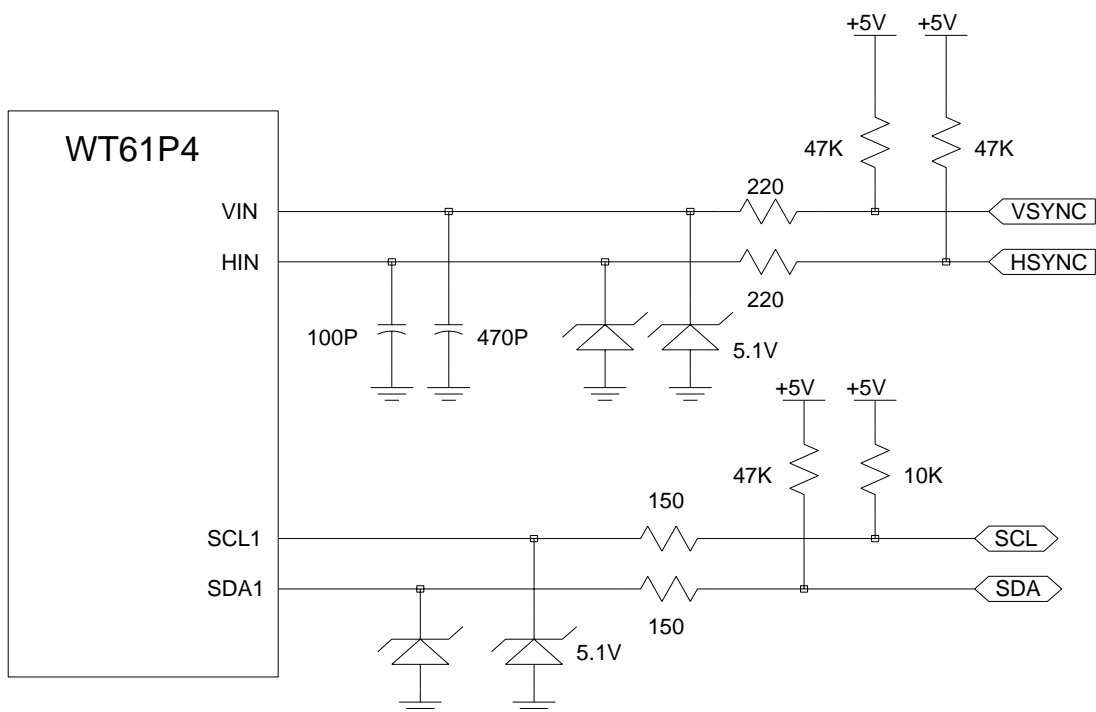 +5V
+5V
WT61P4
47K
47K
VIN
220
VSYNC
HIN
HSYNC
220
100P
470P
5.1V
+5V
+5V
47K
10K
150
SCL1
SCL
SDA1
SDA
150
5.1V